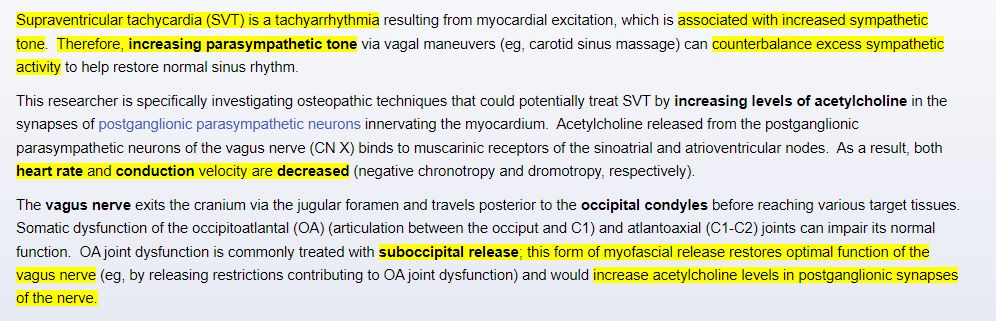 Supraventricular tachycardia (SVT) is a tachyarrhythmia resulting from myocardial excitation, which is associated with increased sympathetic
tone.  Therefore, increasing parasympathetic tone via vagal maneuvers (eg, carotid sinus massage) can counterbalance excess sympathetic
activity to help restore normal sinus rhythm.
This researcher is specifically investigating osteopathic techniques that could potentially treat SVT by increasing levels of acetylcholine in the
synapses of postganglionic parasympathetic neurons innervating the myocardium.  Acetylcholine released from the postganglionic
parasympathetic neurons of the vagus nerve (CN X) binds to muscarinic receptors of the sinoatrial and atrioventricular nodes.  As a result, both
heart rate and conduction velocity are decreased (negative chronotropy and dromotropy, respectively).
The vagus nerve exits the cranium via the jugular foramen and travels posterior to the occipital condyles before reaching various target tissues.
Somatic dysfunction of the occipitoatlantal (OA) (articulation between the occiput and C1) and atlantoaxial (C1-C2) joints can impair its normal
function.  OA joint dysfunction is commonly treated with suboccipital release; this form of myofascial release restores optimal function of the
vagus nerve (eg, by releasing restrictions contributing to OA joint dysfunction) and would increase acetylcholine levels in postganglionic synapses
of the nerve.